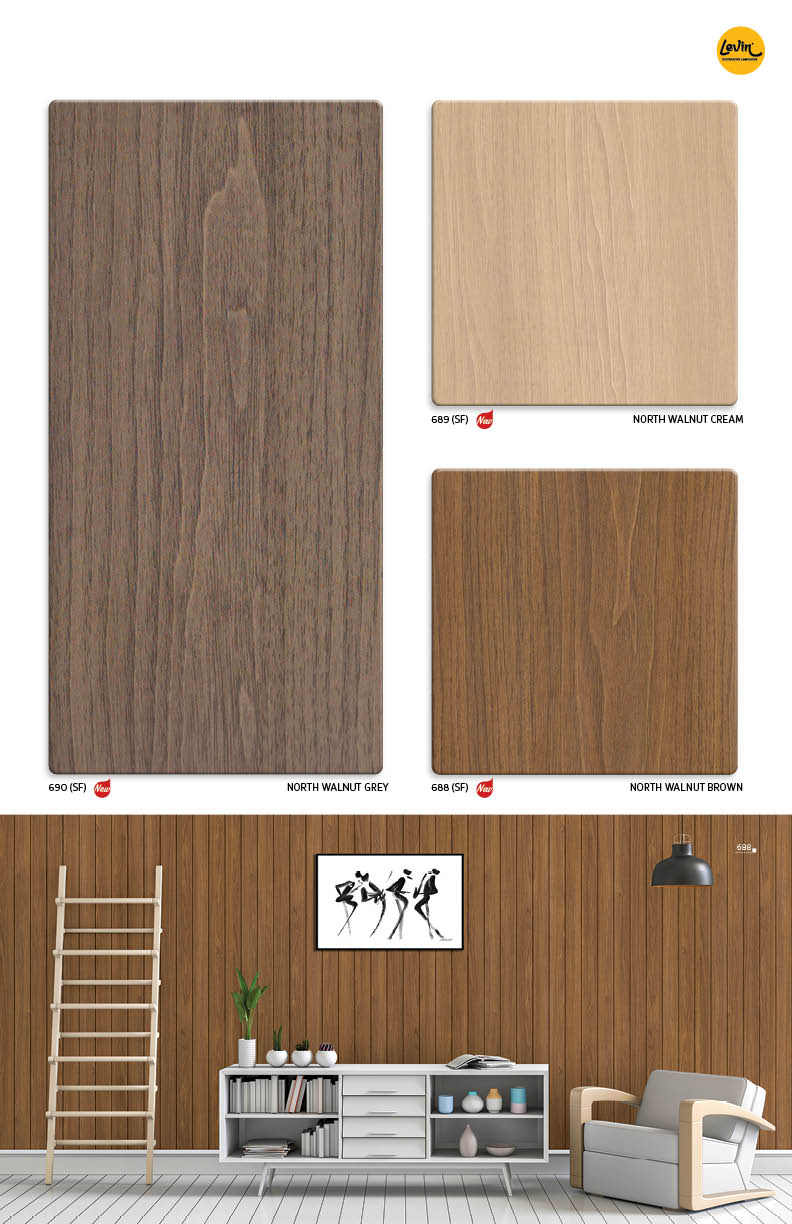 Levin
DECORATIVE LAMINATES
689 (SF) New NORTH WALNUT CREAM
690 (SF) New NORTH WALNUT GREY
688 (SF) New NORTH WALNUT BROWN
688